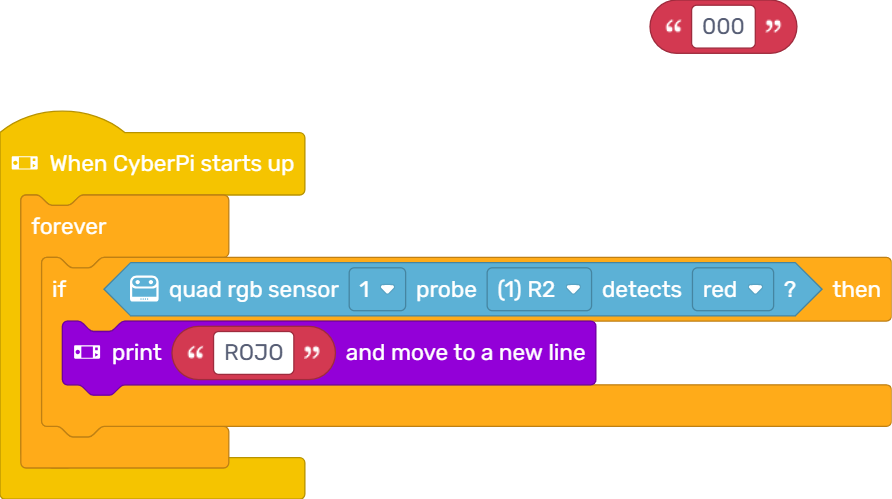 “ 000 ”
When CyberPi starts up
forever
if quad rgb sensor 1 probe (1) R2 detects red ? then
print “ ROJO ” and move to a new line